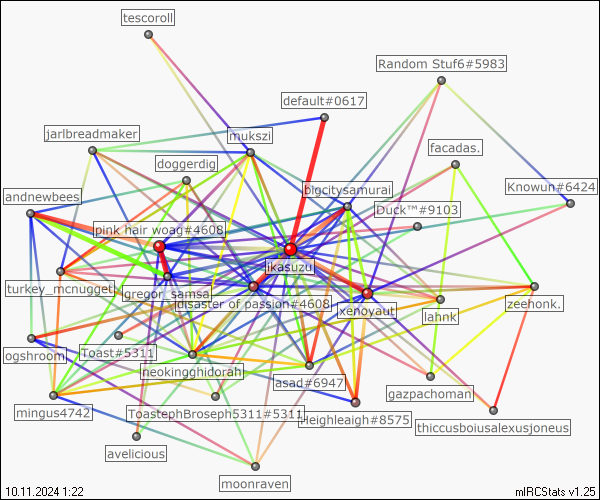 tescoroll
Random Stuf6#5983
default#0617
jarlbreadmaker
mukszi
facadas.
doggerdig
bigcitysamurai
Knowun#6424
andnewbees
Duck™#9103
pink hair woag#4608
jikasuzu
turkey_mcnugget
gregor_samsa.
disaster of passion#4608
xenoyaut
lahnk
zeehonk.
ogshroom
Toast#5311
neokingghidorah
asad#6947
gazpachoman
mingus4742
ToastephBroseph5311#5311
Heighleigh#8575
thiccusboiusalexusjoneus
avelicious
moonraven
10.11.2024 1:22
mIRCStats v1.25